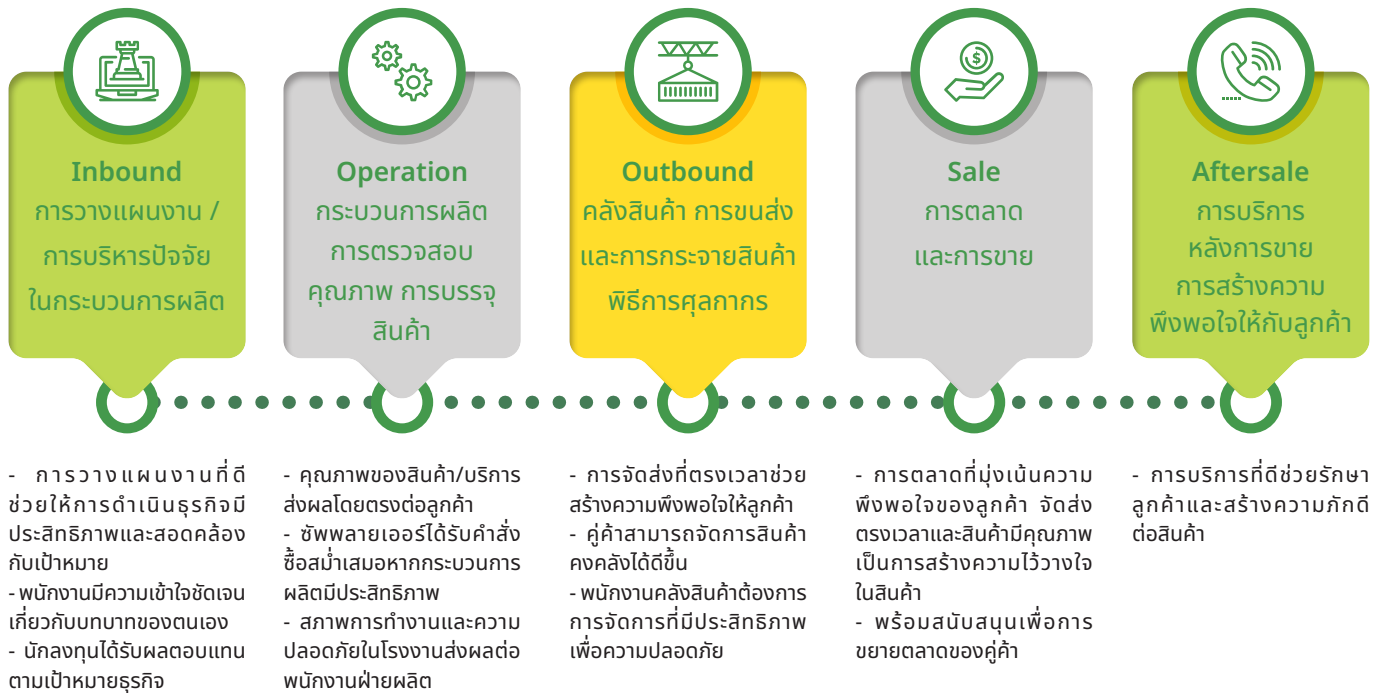 Inbound
การวางแผนงาน /
การบริหารปัจจัย
ในกระบวนการผลิต
Operation
กระบวนการผลิต
การตรวจสอบ
คุณภาพ การบรรจุ
สินค้า
Outbound
คลังสินค้า การขนส่ง
และการกระจายสินค้า
พิธีการศุลกากร
Sale
การตลาด
และการขาย
Aftersale
การบริการ
หลังการขาย
การสร้างความ
พึงพอใจให้กับลูกค้า
- การวางแผนงานที่ดี
ช่วยให้การดำเนินธุรกิจมี
ประสิทธิภาพและสอดคล้อง
กับเป้าหมาย
- พนักงานมีความเข้าใจชัดเจน
เกี่ยวกับบทบาทของตนเอง
- นักลงทุนได้รับผลตอบแทน
ตามเป้าหมายธุรกิจ
- คุณภาพของสินค้า/บริการ
ส่งผลโดยตรงต่อลูกค้า
- ซัพพลายเออร์ได้รับคำสั่ง
ซื้อสม่ำเสมอหากกระบวนการ
ผลิตมีประสิทธิภาพ
- สภาพการทำงานและความ
ปลอดภัยในโรงงานส่งผลต่อ
พนักงานฝ่ายผลิต
- การจัดส่งที่ตรงเวลาช่วย
สร้างความพึงพอใจให้ลูกค้า
- คู่ค้าสามารถจัดการสินค้า
คงคลังได้ดีขึ้น
- พนักงานคลังสินค้าต้องการ
การจัดการที่มีประสิทธิภาพ
เพื่อความปลอดภัย
- การตลาดที่มุ่งเน้นความ
พึงพอใจของลูกค้า จัดส่ง
ตรงเวลาและสินค้ามีคุณภาพ
เป็นการสร้างความไว้วางใจ
ในสินค้า
- พร้อมสนับสนุนเพื่อการ
ขยายตลาดของคู่ค้า
- การบริการที่ดีช่วยรักษา
ลูกค้าและสร้างความภักดี
ต่อสินค้า